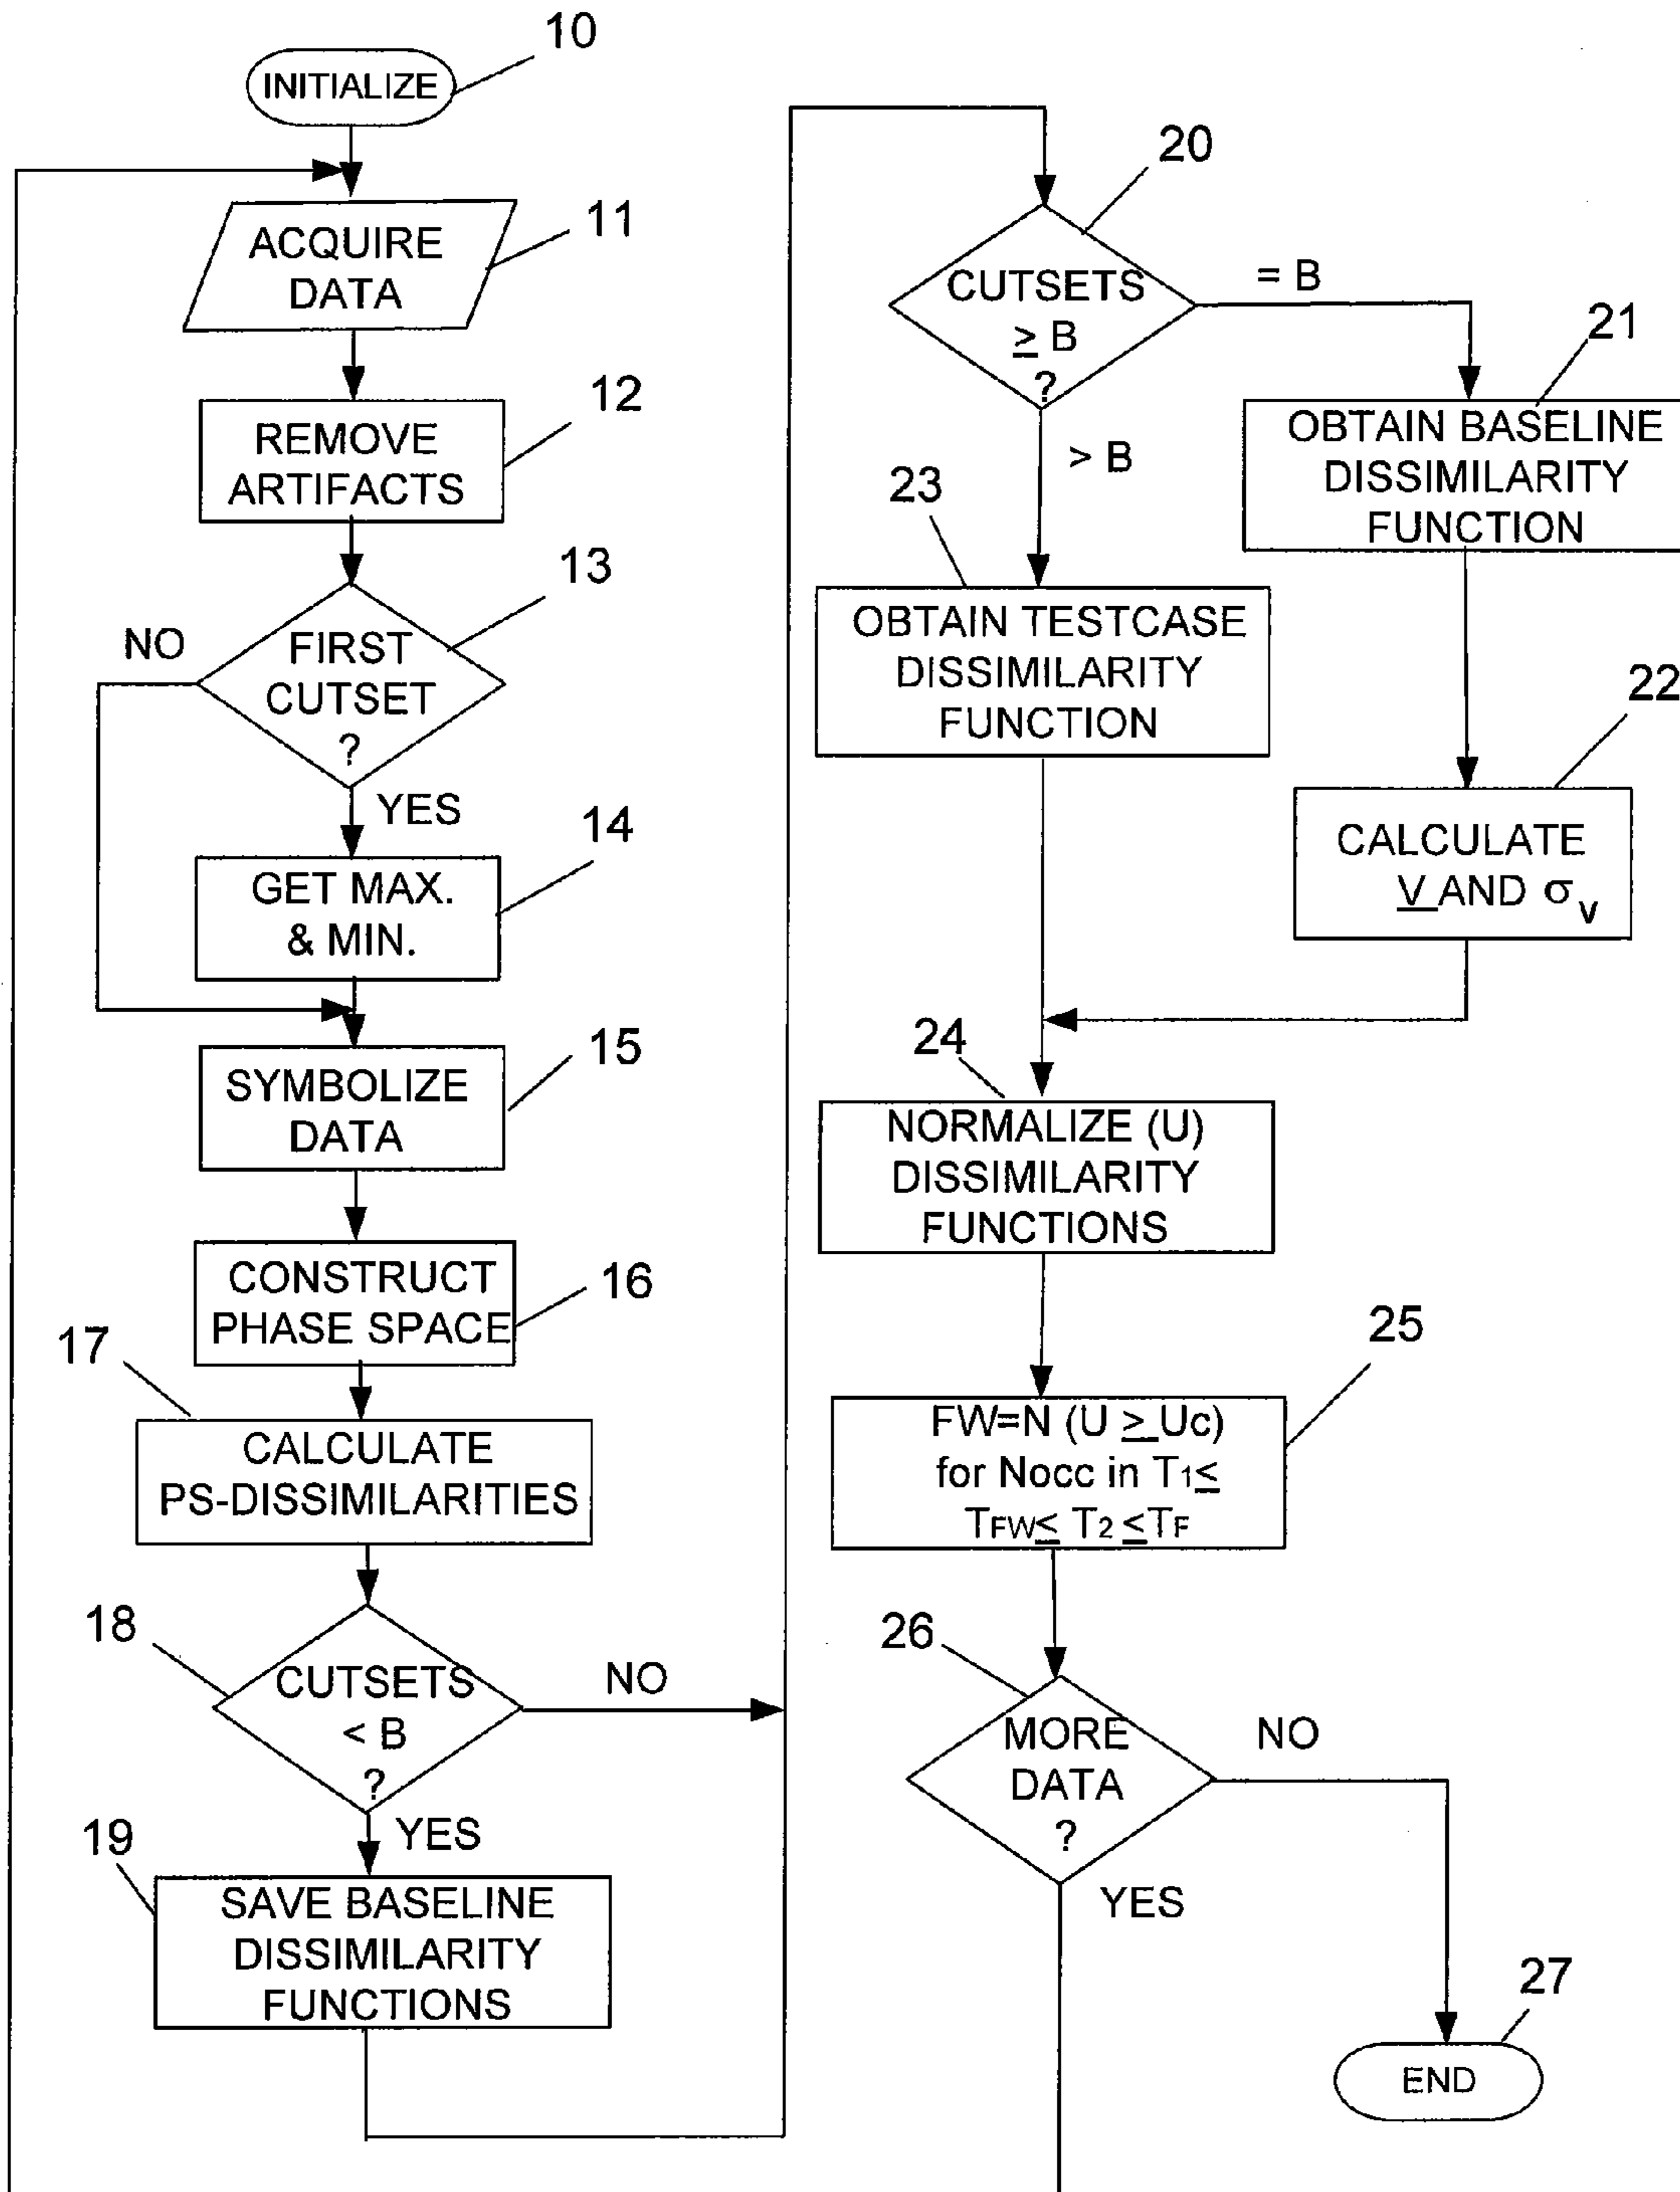 10
INITIALIZE
11
ACQUIRE
DATA
12
REMOVE
ARTIFACTS
13
NO
FIRST
CUTSET
?
YES
14
GET MAX.
& MIN.
15
SYMBOLIZE
DATA
16
CONSTRUCT
PHASE SPACE
17
CALCULATE
PS-DISSIMILARITIES
18
CUTSETS
< B
?
NO
YES
19
SAVE BASELINE
DISSIMILARITY
FUNCTIONS
20
CUTSETS
≥ B
?
= B
> B
21
OBTAIN BASELINE
DISSIMILARITY
FUNCTION
22
CALCULATE
V AND σv
23
OBTAIN TESTCASE
DISSIMILARITY
FUNCTION
24
NORMALIZE (U)
DISSIMILARITY
FUNCTIONS
25
FW=N (U ≥ Uc)
for Nocc in T1≤
TFW≤ T2 ≤TF
26
MORE
DATA
?
NO
YES
27
END